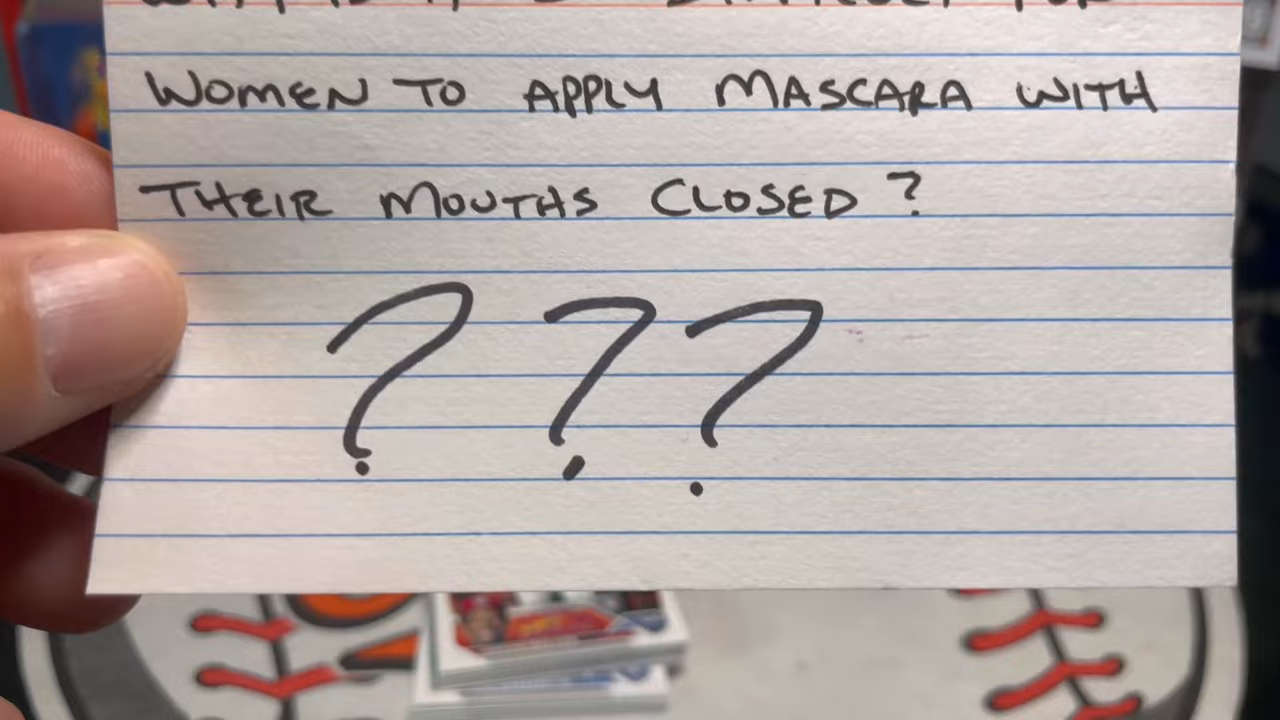 WOMEN TO APPLY MASCARA WITH
THEIR MOUTHS CLOSED ?
? ? ?